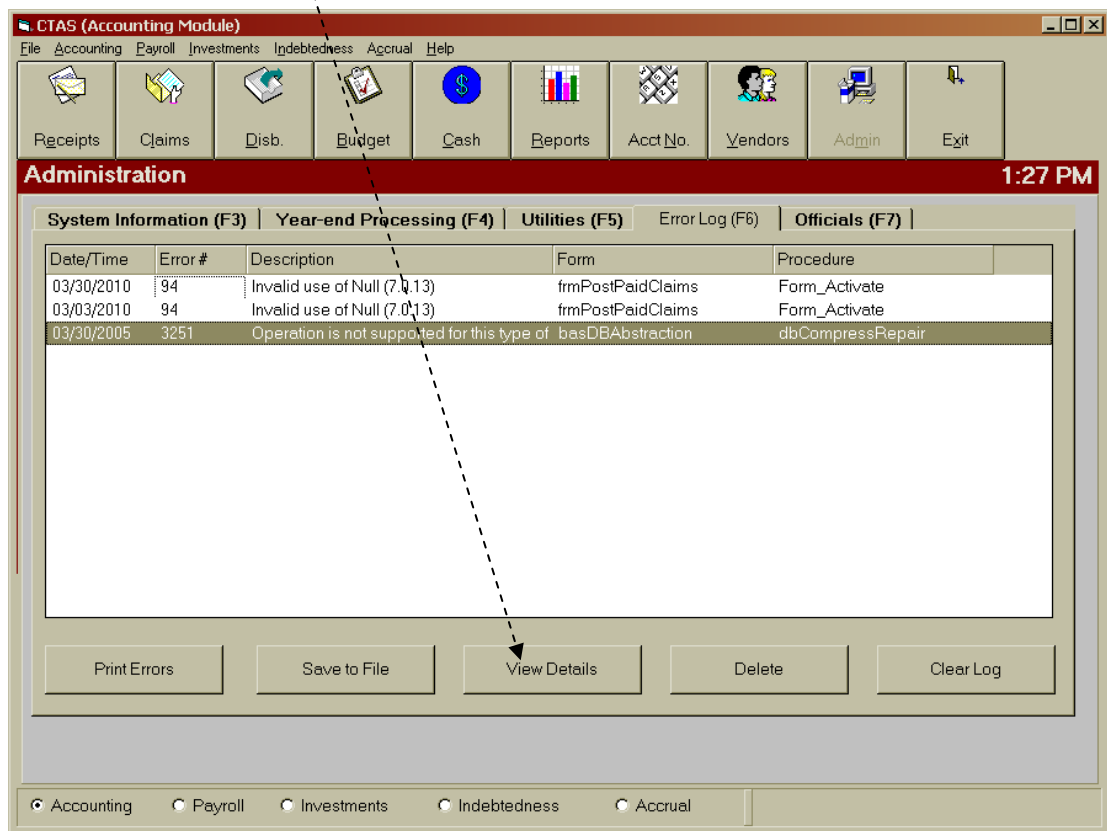 CTAS (Accounting Module)
File Accounting Payroll Investments Indebtedness Accrual Help
Receipts Claims Disb. Budget Cash Reports Acct No. Vendors Admin Exit
Administration 1:27 PM
System Information (F3) Year-end Processing (F4) Utilities (F5) Error Log (F6) Officials (F7)
Date/Time Error # Description Form Procedure
03/30/2010 94 Invalid use of Null (7.0.13) frmPostPaidClaims Form_Activate
03/03/2010 94 Invalid use of Null (7.0.13) frmPostPaidClaims Form_Activate
03/30/2005 3251 Operation is not supported for this type of basDBAbstraction dbCompressRepair
Print Errors Save to File View Details Delete Clear Log
Accounting Payroll Investments Indebtedness Accrual